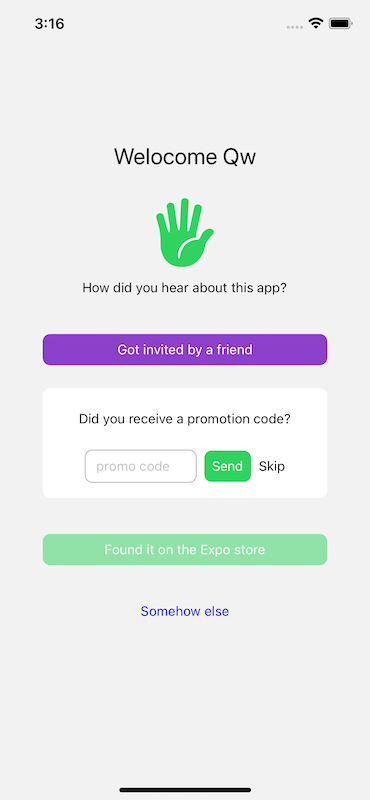 3:16
Welocome Qw
How did you hear about this app?
Got invited by a friend
Did you receive a promotion code?
promo code Send Skip
Found it on the Expo store
Somehow else